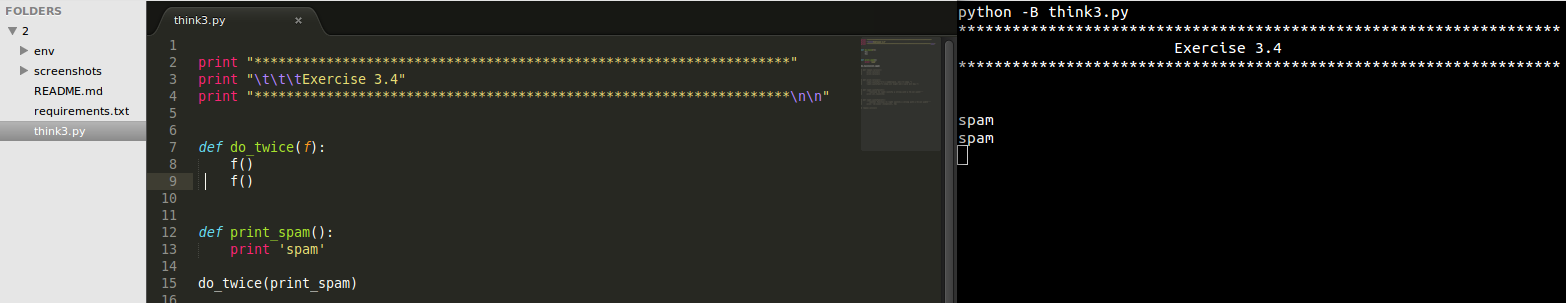 FOLDERS
2
env
screenshots
README.md
requirements.txt
think3.py
think3.py ×
1
2 print "*******************************************************************"
3 print "\t\t\tExercise 3.4"
4 print "*******************************************************************\n\n"
5
6
7 def do_twice(f):
8     f()
9     f()
10
11
12 def print_spam():
13     print 'spam'
14
15 do_twice(print_spam)
16
python -B think3.py
*******************************************************************
Exercise 3.4
*******************************************************************
spam
spam